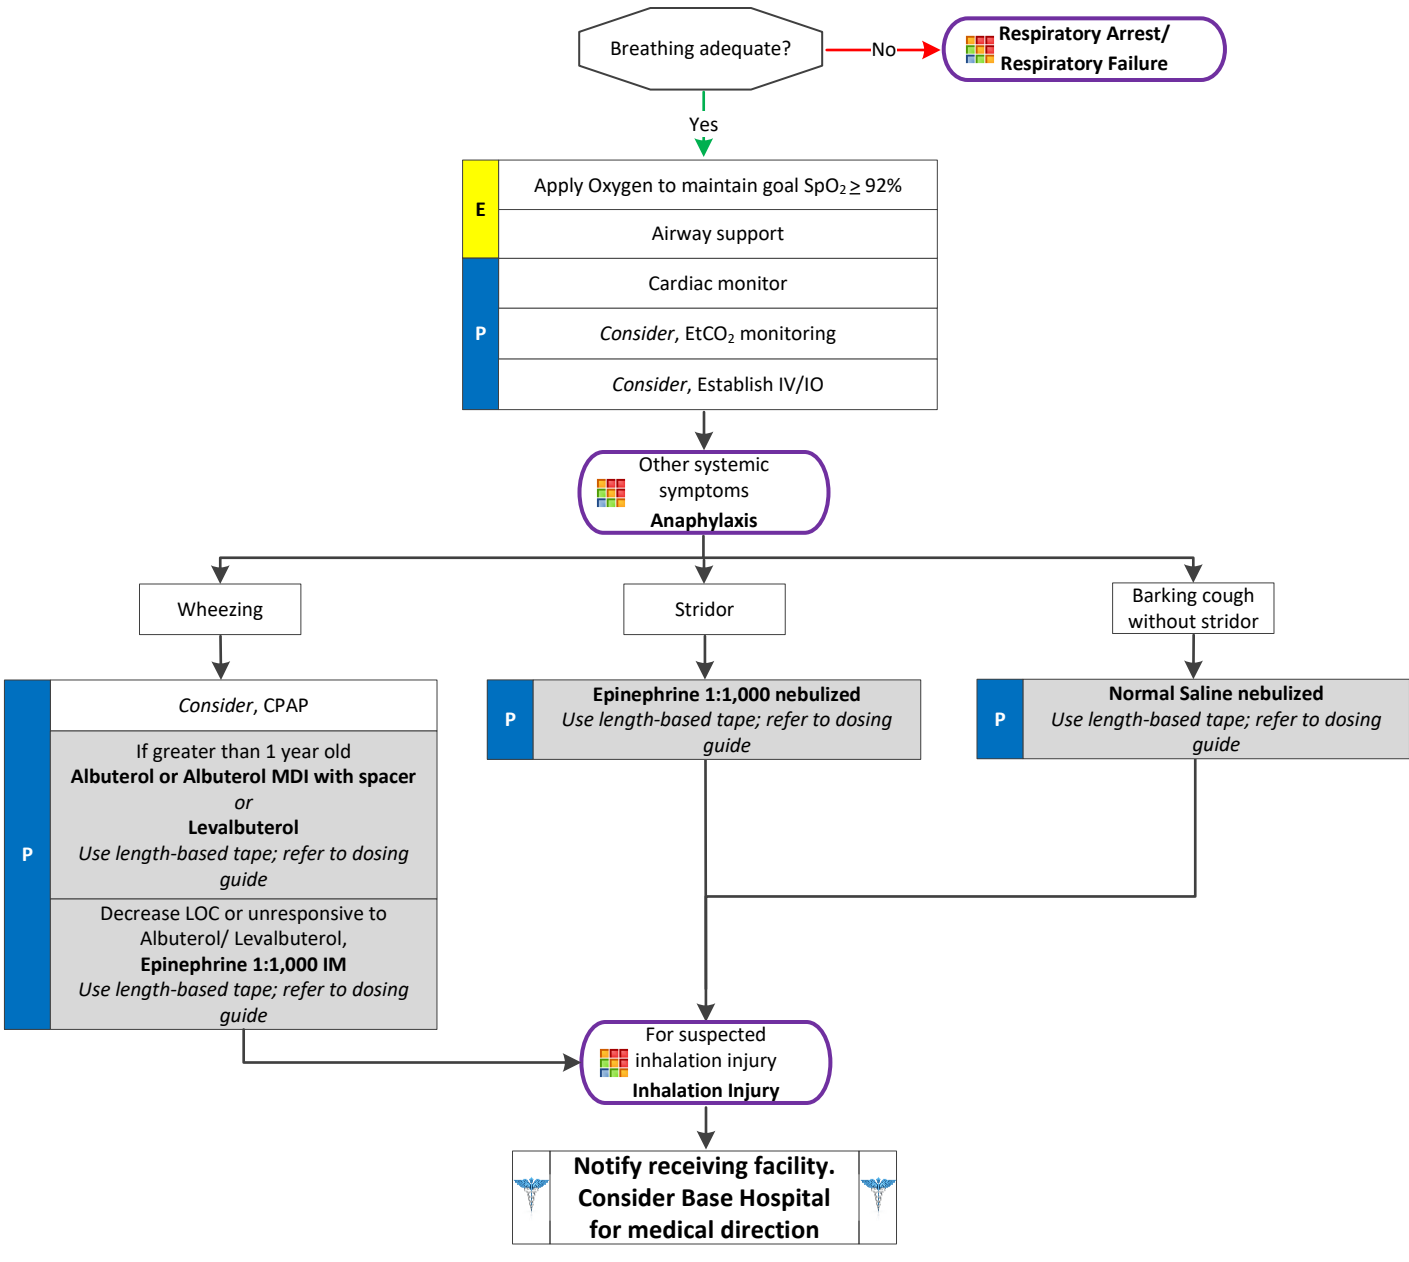 Breathing adequate?
No
Respiratory Arrest/
Respiratory Failure
Yes
E
Apply Oxygen to maintain goal SpO₂ ≥ 92%
Airway support
P
Cardiac monitor
Consider, EtCO₂ monitoring
Consider, Establish IV/IO
Other systemic
symptoms
Anaphylaxis
Wheezing
Stridor
Barking cough
without stridor
P
Consider, CPAP
If greater than 1 year old
Albuterol or Albuterol MDI with spacer
or
Levalbuterol
Use length-based tape; refer to dosing
guide
Decrease LOC or unresponsive to
Albuterol/ Levalbuterol,
Epinephrine 1:1,000 IM
Use length-based tape; refer to dosing
guide
P
Epinephrine 1:1,000 nebulized
Use length-based tape; refer to dosing
guide
P
Normal Saline nebulized
Use length-based tape; refer to dosing
guide
For suspected
inhalation injury
Inhalation Injury
Notify receiving facility.
Consider Base Hospital
for medical direction